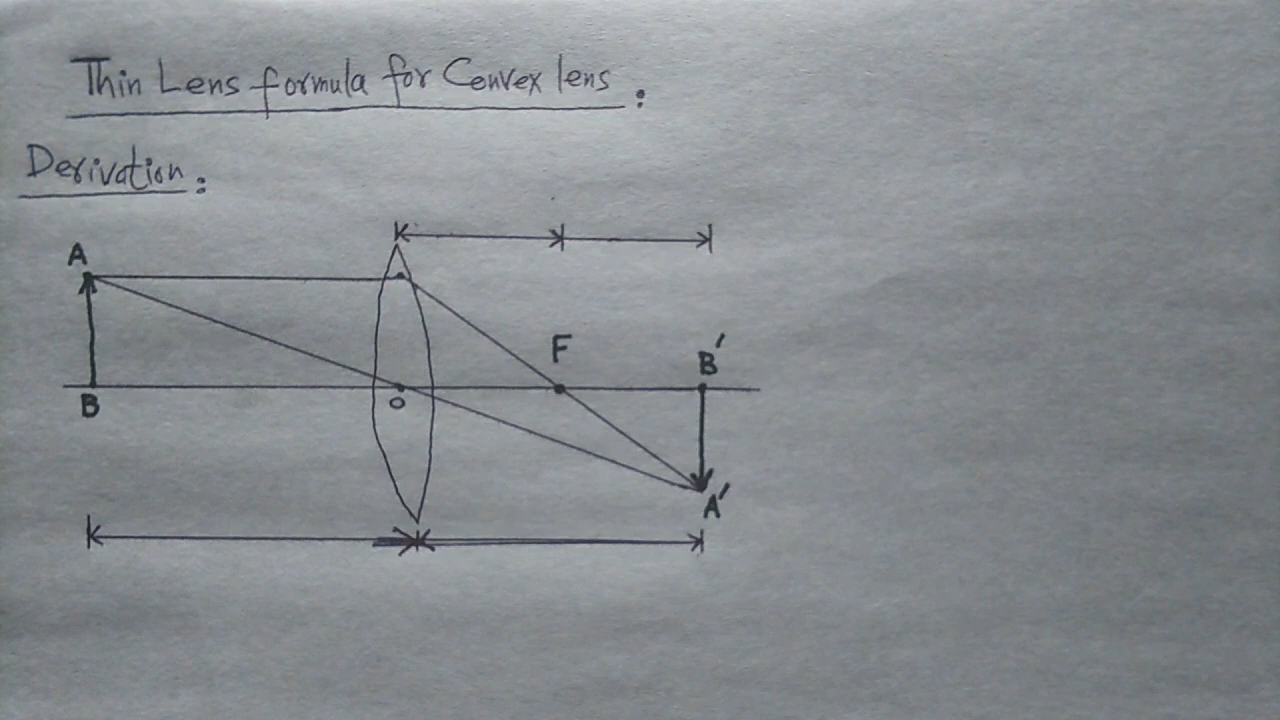 Thin Lens formula for Convex lens :
Derivation :
A
F
B'
B
O
A'